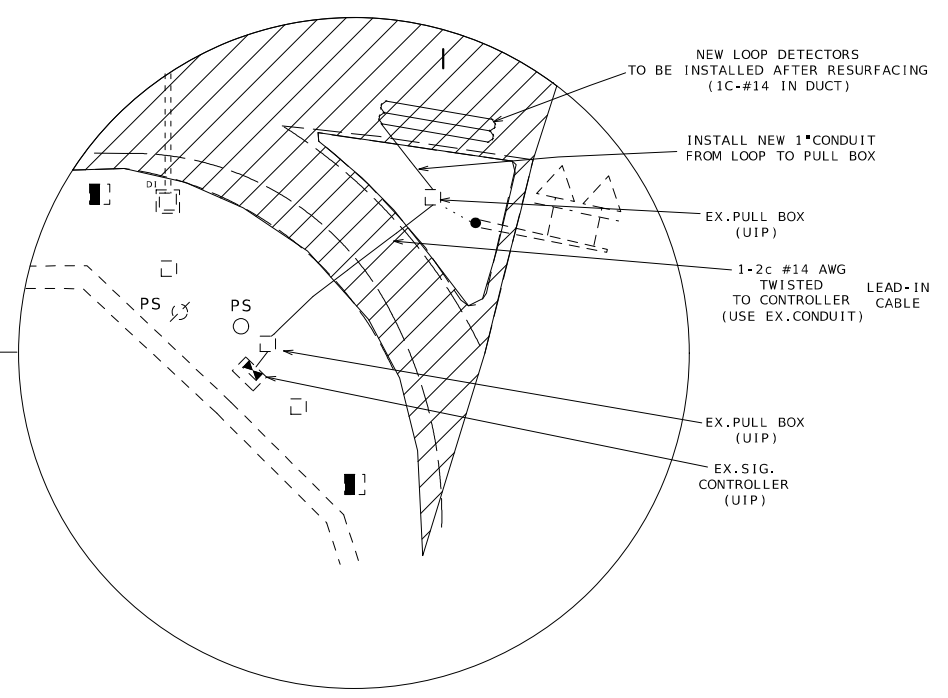 NEW LOOP DETECTORS
TO BE INSTALLED AFTER RESURFACING
(1C-#14 IN DUCT)
INSTALL NEW 1"CONDUIT
FROM LOOP TO PULL BOX
DI
EX.PULL BOX
(UIP)
1-2c #14 AWG
TWISTED
TO CONTROLLER
(USE EX.CONDUIT)
LEAD-IN
CABLE
PS
PS
EX.PULL BOX
(UIP)
EX.SIG.
CONTROLLER
(UIP)